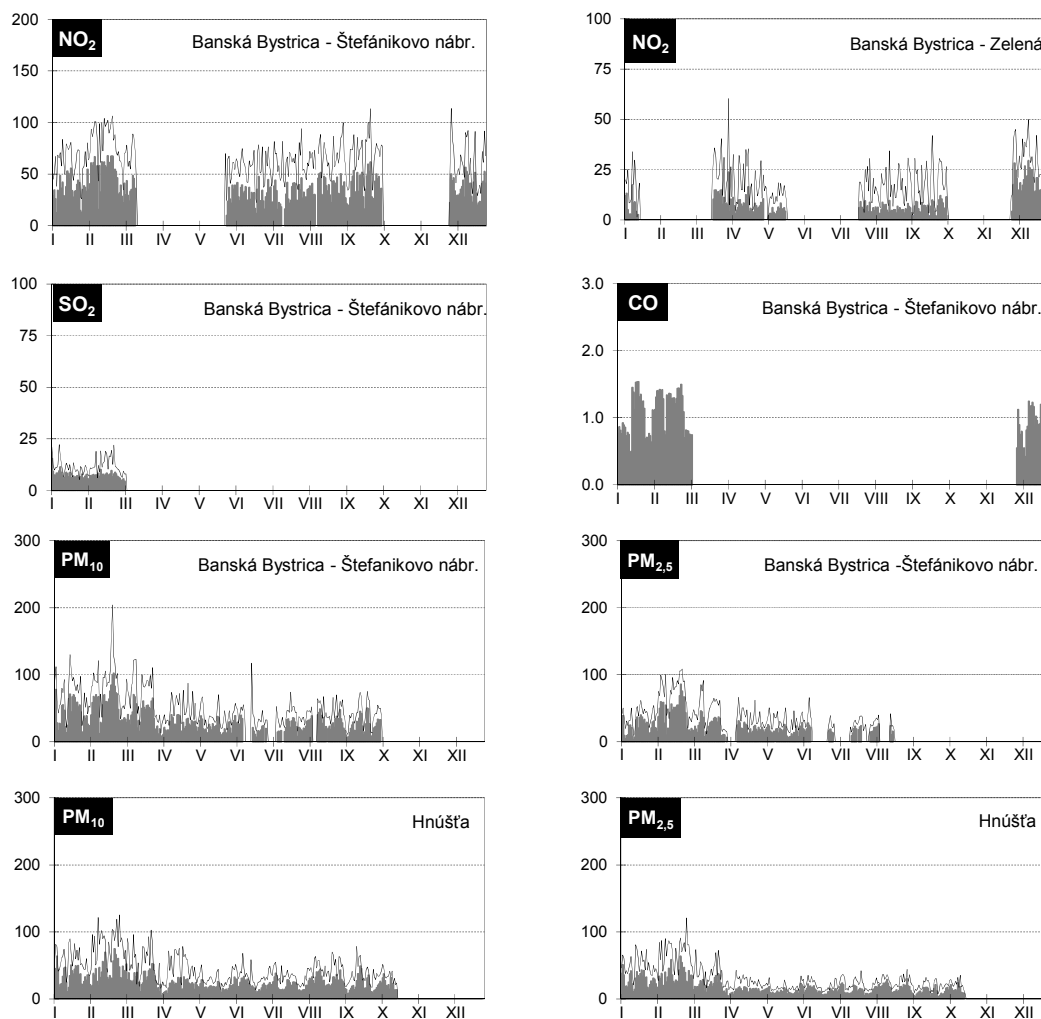 NO2 Banská Bystrica - Štefánikovo nábr.
200
150
100
50
0
I II III IV V VI VII VIII IX X XI XII
NO2 Banská Bystrica - Zelená
100
75
50
25
0
I II III IV V VI VII VIII IX X XI XII
SO2 Banská Bystrica - Štefánikovo nábr.
100
75
50
25
0
I II III IV V VI VII VIII IX X XI XII
CO Banská Bystrica - Štefanikovo nábr.
3.0
2.0
1.0
0.0
I II III IV V VI VII VIII IX X XI XII
PM10 Banská Bystrica - Štefanikovo nábr.
300
200
100
0
I II III IV V VI VII VIII IX X XI XII
PM2,5 Banská Bystrica -Štefánikovo nábr.
300
200
100
0
I II III IV V VI VII VIII IX X XI XII
PM10 Hnúšťa
300
200
100
0
I II III IV V VI VII VIII IX X XI XII
PM2,5 Hnúšťa
300
200
100
0
I II III IV V VI VII VIII IX X XI XII